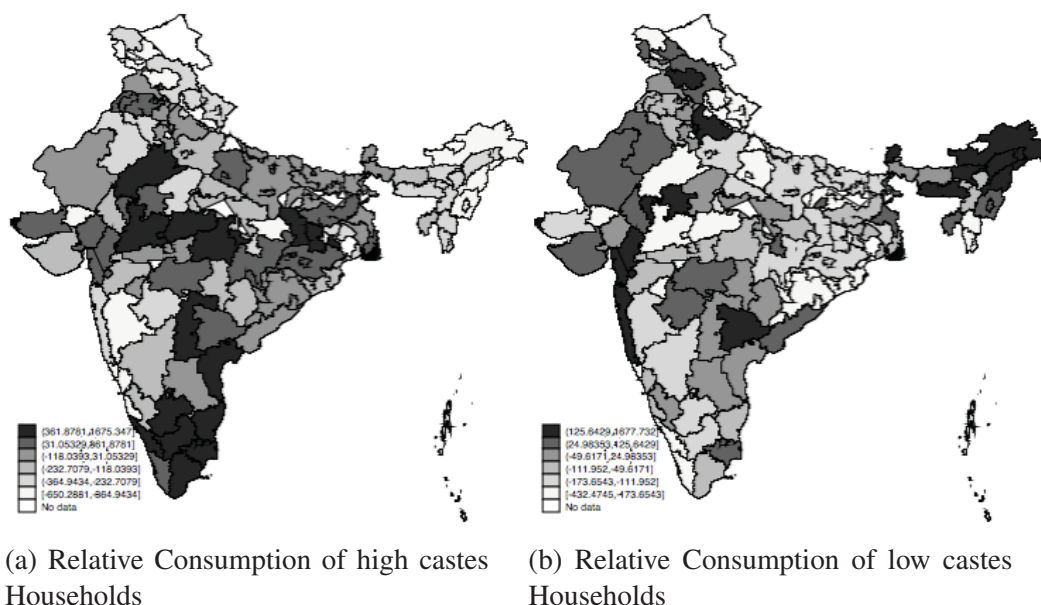 (361.8781,1675.347]
(31.05329,361.8781]
(-118.0393,31.05329]
(-232.7079,-118.0393]
(-364.9434,-232.7079]
[-650.2881,-364.9434]
No data
(125.6429,1677.732]
(24.98353,125.6429]
(-49.6171,24.98353]
(-111.952,-49.6171]
(-173.6543,-111.952]
[-432.4745,-173.6543]
No data
(a) Relative Consumption of high castes
Households
(b) Relative Consumption of low castes
Households